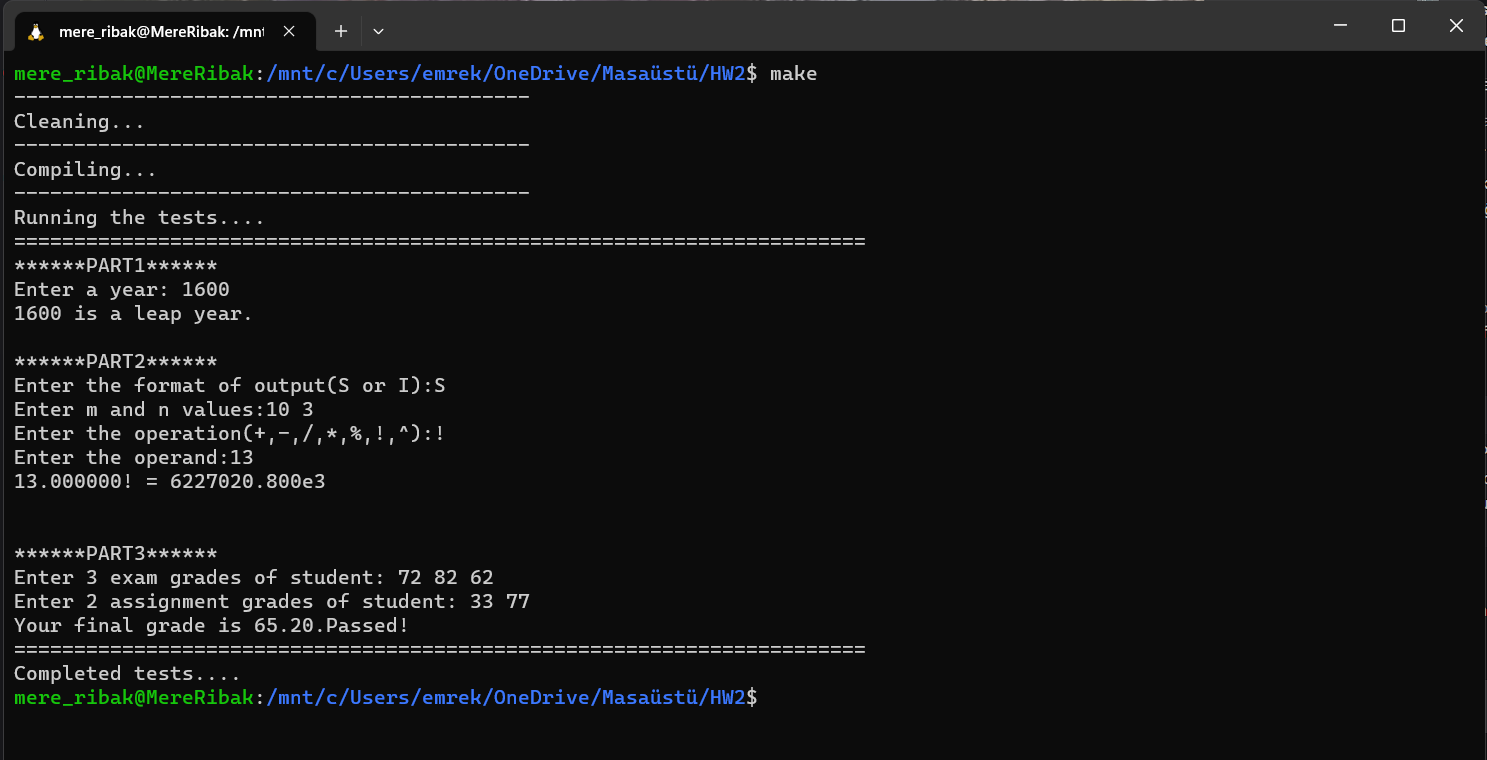 mere_ribak@MereRibak: /mnt
mere_ribak@MereRibak:/mnt/c/Users/emrek/OneDrive/Masaüstü/HW2$ make
-------------------------------------------
Cleaning...
-------------------------------------------
Compiling...
-------------------------------------------
Running the tests....
=======================================================================
******PART1******
Enter a year: 1600
1600 is a leap year.
******PART2******
Enter the format of output(S or I):S
Enter m and n values:10 3
Enter the operation(+,-,/,*,%,!,^):!
Enter the operand:13
13.000000! = 6227020.800e3
******PART3******
Enter 3 exam grades of student: 72 82 62
Enter 2 assignment grades of student: 33 77
Your final grade is 65.20.Passed!
=======================================================================
Completed tests....
mere_ribak@MereRibak:/mnt/c/Users/emrek/OneDrive/Masaüstü/HW2$